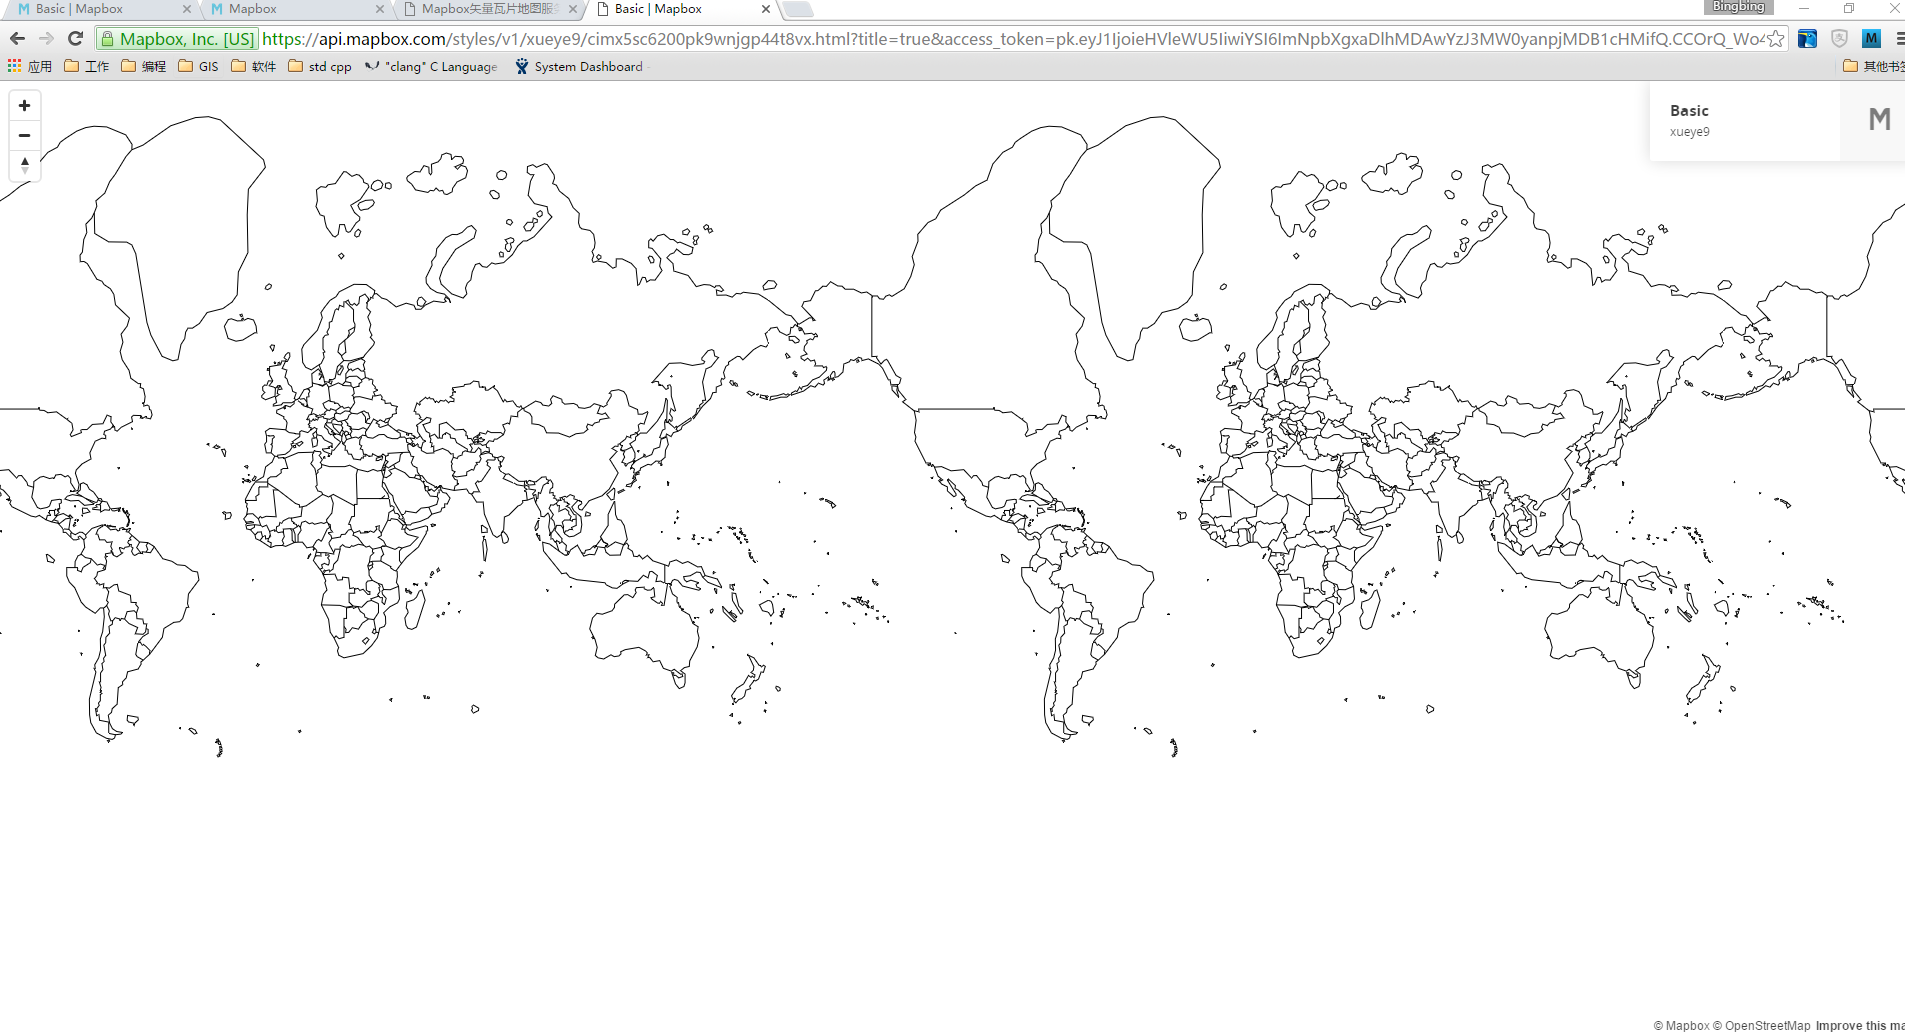 Basic | Mapbox
Mapbox
Mapbox矢量瓦片地图服
Basic | Mapbox
Bingbing
Mapbox, Inc. [US] https://api.mapbox.com/styles/v1/xueye9/cimx5sc6200pk9wnjgp44t8vx.html?title=true&access_token=pk.eyJ1IjoieHVleWU5IiwiYSI6ImNpbXgxaDlhMDAwYzJ3MW0yanpjMDB1cHMifQ.CCOrQ_Wo
应用 工作 编程 GIS 软件 std cpp "clang" C Language System Dashboard - 其他书
Basic
xueye9
© Mapbox © OpenStreetMap Improve this ma